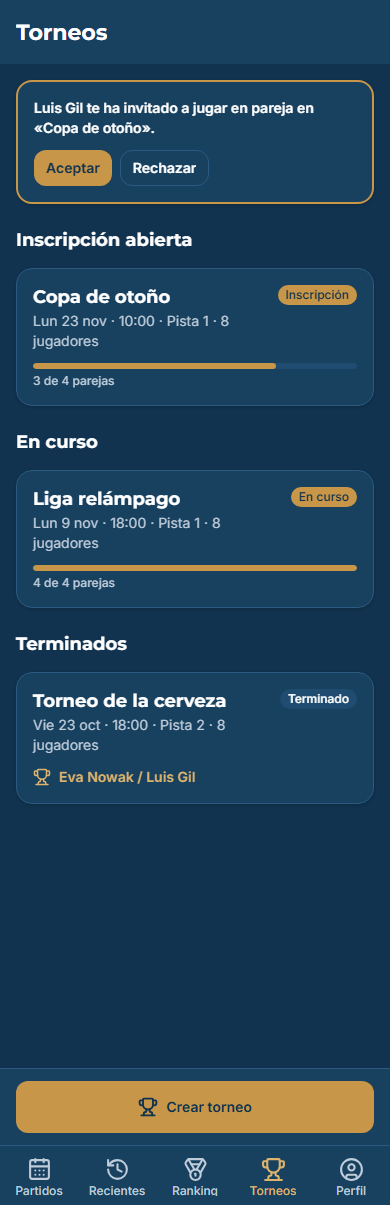 Torneos
Luis Gil te ha invitado a jugar en pareja en
«Copa de otoño».
Aceptar
Rechazar
Inscripción abierta
Copa de otoño
Inscripción
Lun 23 nov · 10:00 · Pista 1 · 8
jugadores
3 de 4 parejas
En curso
Liga relámpago
En curso
Lun 9 nov · 18:00 · Pista 1 · 8
jugadores
4 de 4 parejas
Terminados
Torneo de la cerveza
Terminado
Vie 23 oct · 18:00 · Pista 2 · 8
jugadores
Eva Nowak / Luis Gil
Crear torneo
Partidos
Recientes
Ranking
Torneos
Perfil